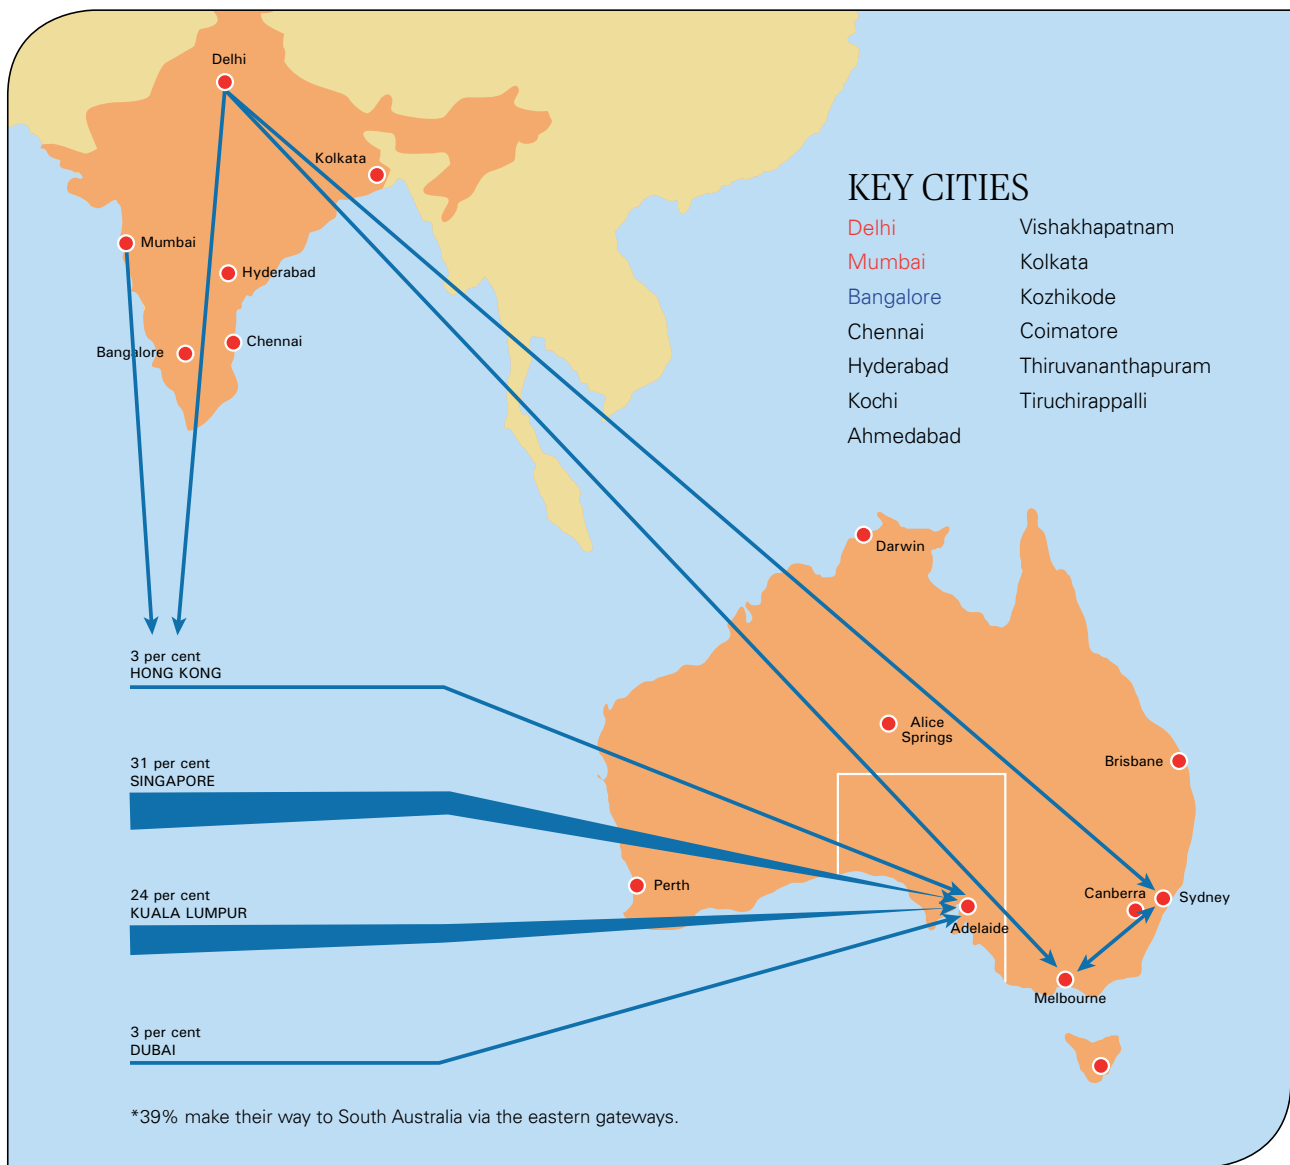 Delhi
Kolkata
Mumbai
Hyderabad
Chennai
Bangalore
KEY CITIES
Delhi
Mumbai
Bangalore
Chennai
Hyderabad
Kochi
Ahmedabad
Vishakhapatnam
Kolkata
Kozhikode
Coimatore
Thiruvananthapuram
Tiruchirappalli
Darwin
Alice
Springs
Brisbane
Perth
Canberra
Sydney
Adelaide
Melbourne
3 per cent
HONG KONG
31 per cent
SINGAPORE
24 per cent
KUALA LUMPUR
3 per cent
DUBAI
*39% make their way to South Australia via the eastern gateways.